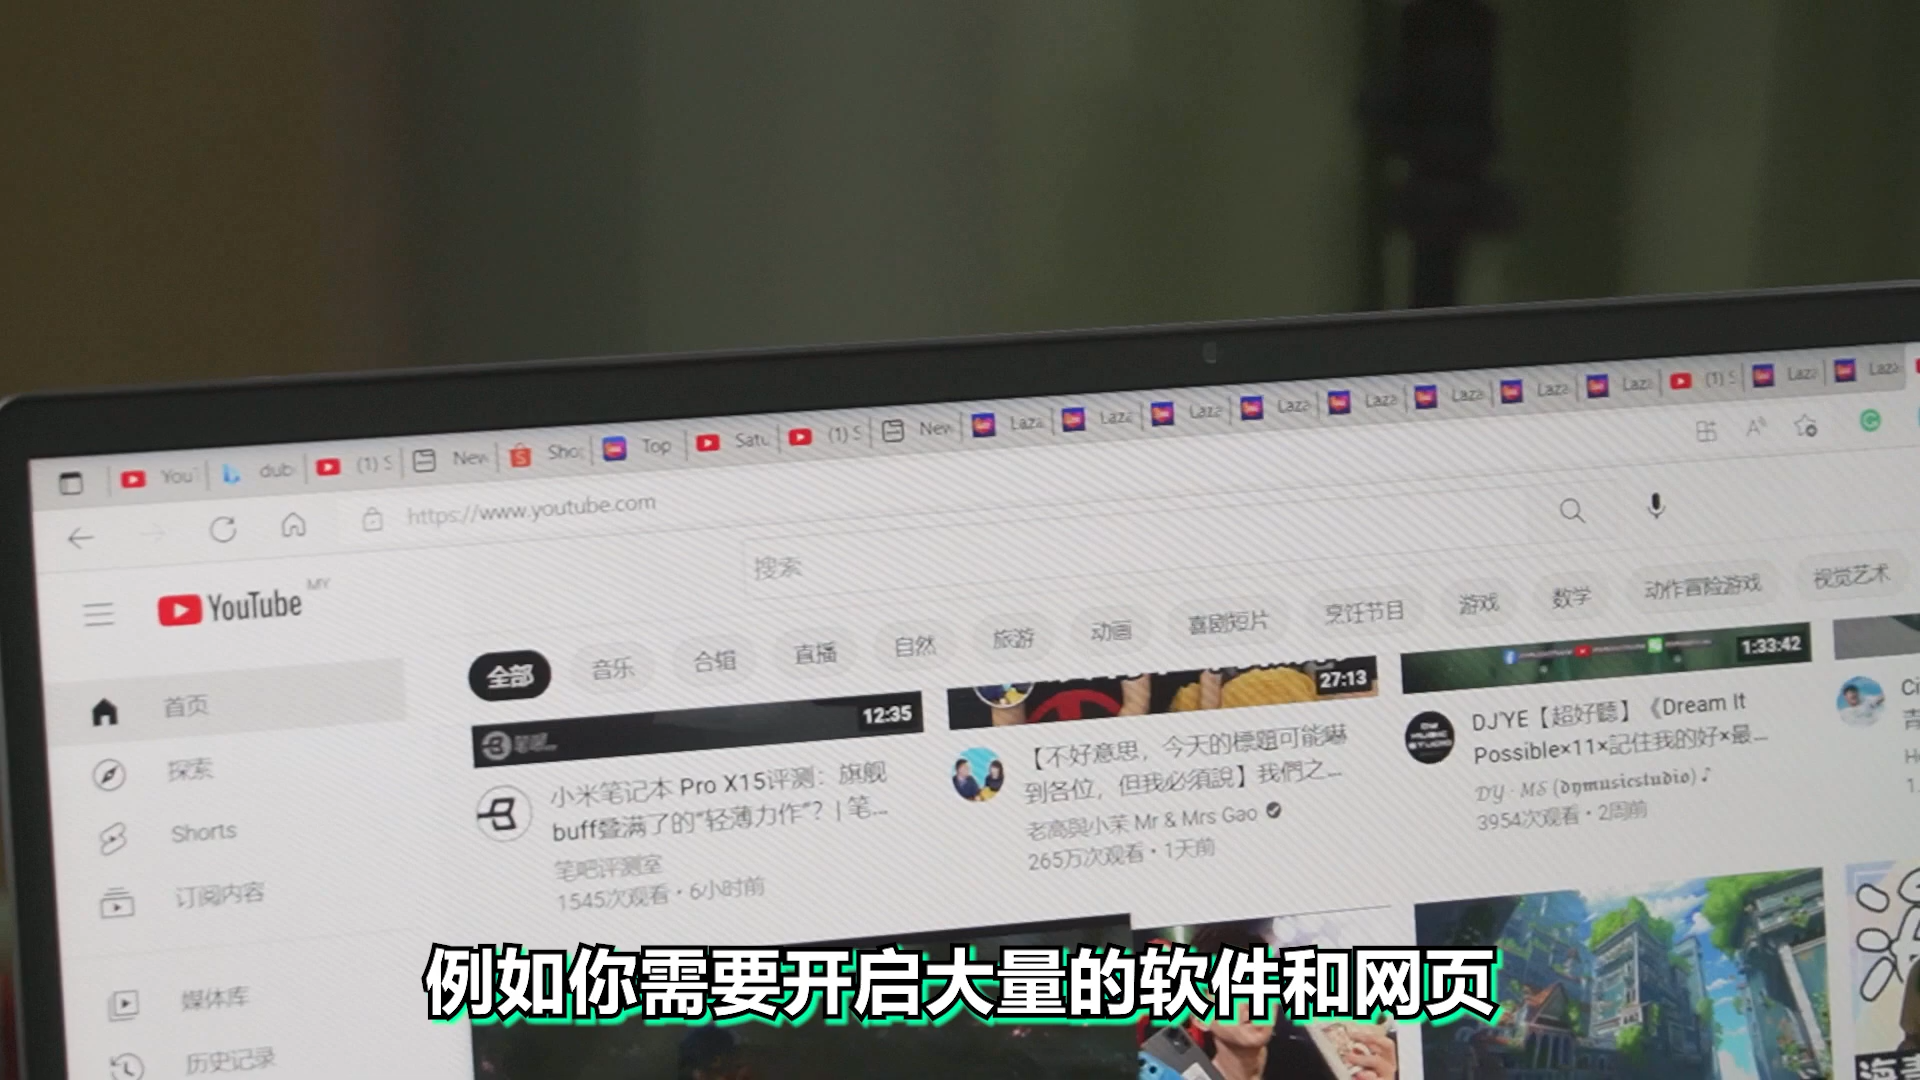 YouT
dub
(1) S
New
Sho
Top
Satu
(1) S
New
Laza
Laza
Laza
Laza
Laza
Laza
Laza
Laza
(1) S
Laza
Laza
https://www.youtube.com
搜索
YouTube MY
全部
音乐
合辑
直播
自然
旅游
动画
喜剧短片
烹饪节目
游戏
数学
动作冒险游戏
视觉艺术
首页
探索
Shorts
订阅内容
媒体库
历史记录
12:35
小米笔记本 Pro X15评测：旗舰
buff叠满了的“轻薄力作”？| 笔...
笔吧评测室
1545次观看・6小时前
27:13
【不好意思，今天的標題可能嚇
到各位，但我必須說】我們之...
老高與小茉 Mr & Mrs Gao
265万次观看・1天前
1:33:42
DJ'YE【超好聽】《Dream It
Possible×11×記住我的好×最...
DY · MS (dymusicstudio) ♪
3954次观看・2周前
例如你需要开启大量的软件和网页